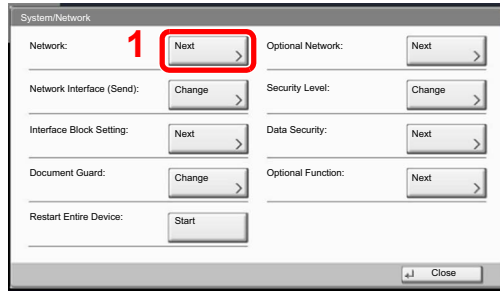 System/Network
Network: 1 Next Optional Network: Next
Network Interface (Send): Change Security Level: Change
Interface Block Setting: Next Data Security: Next
Document Guard: Change Optional Function: Next
Restart Entire Device: Start
Close